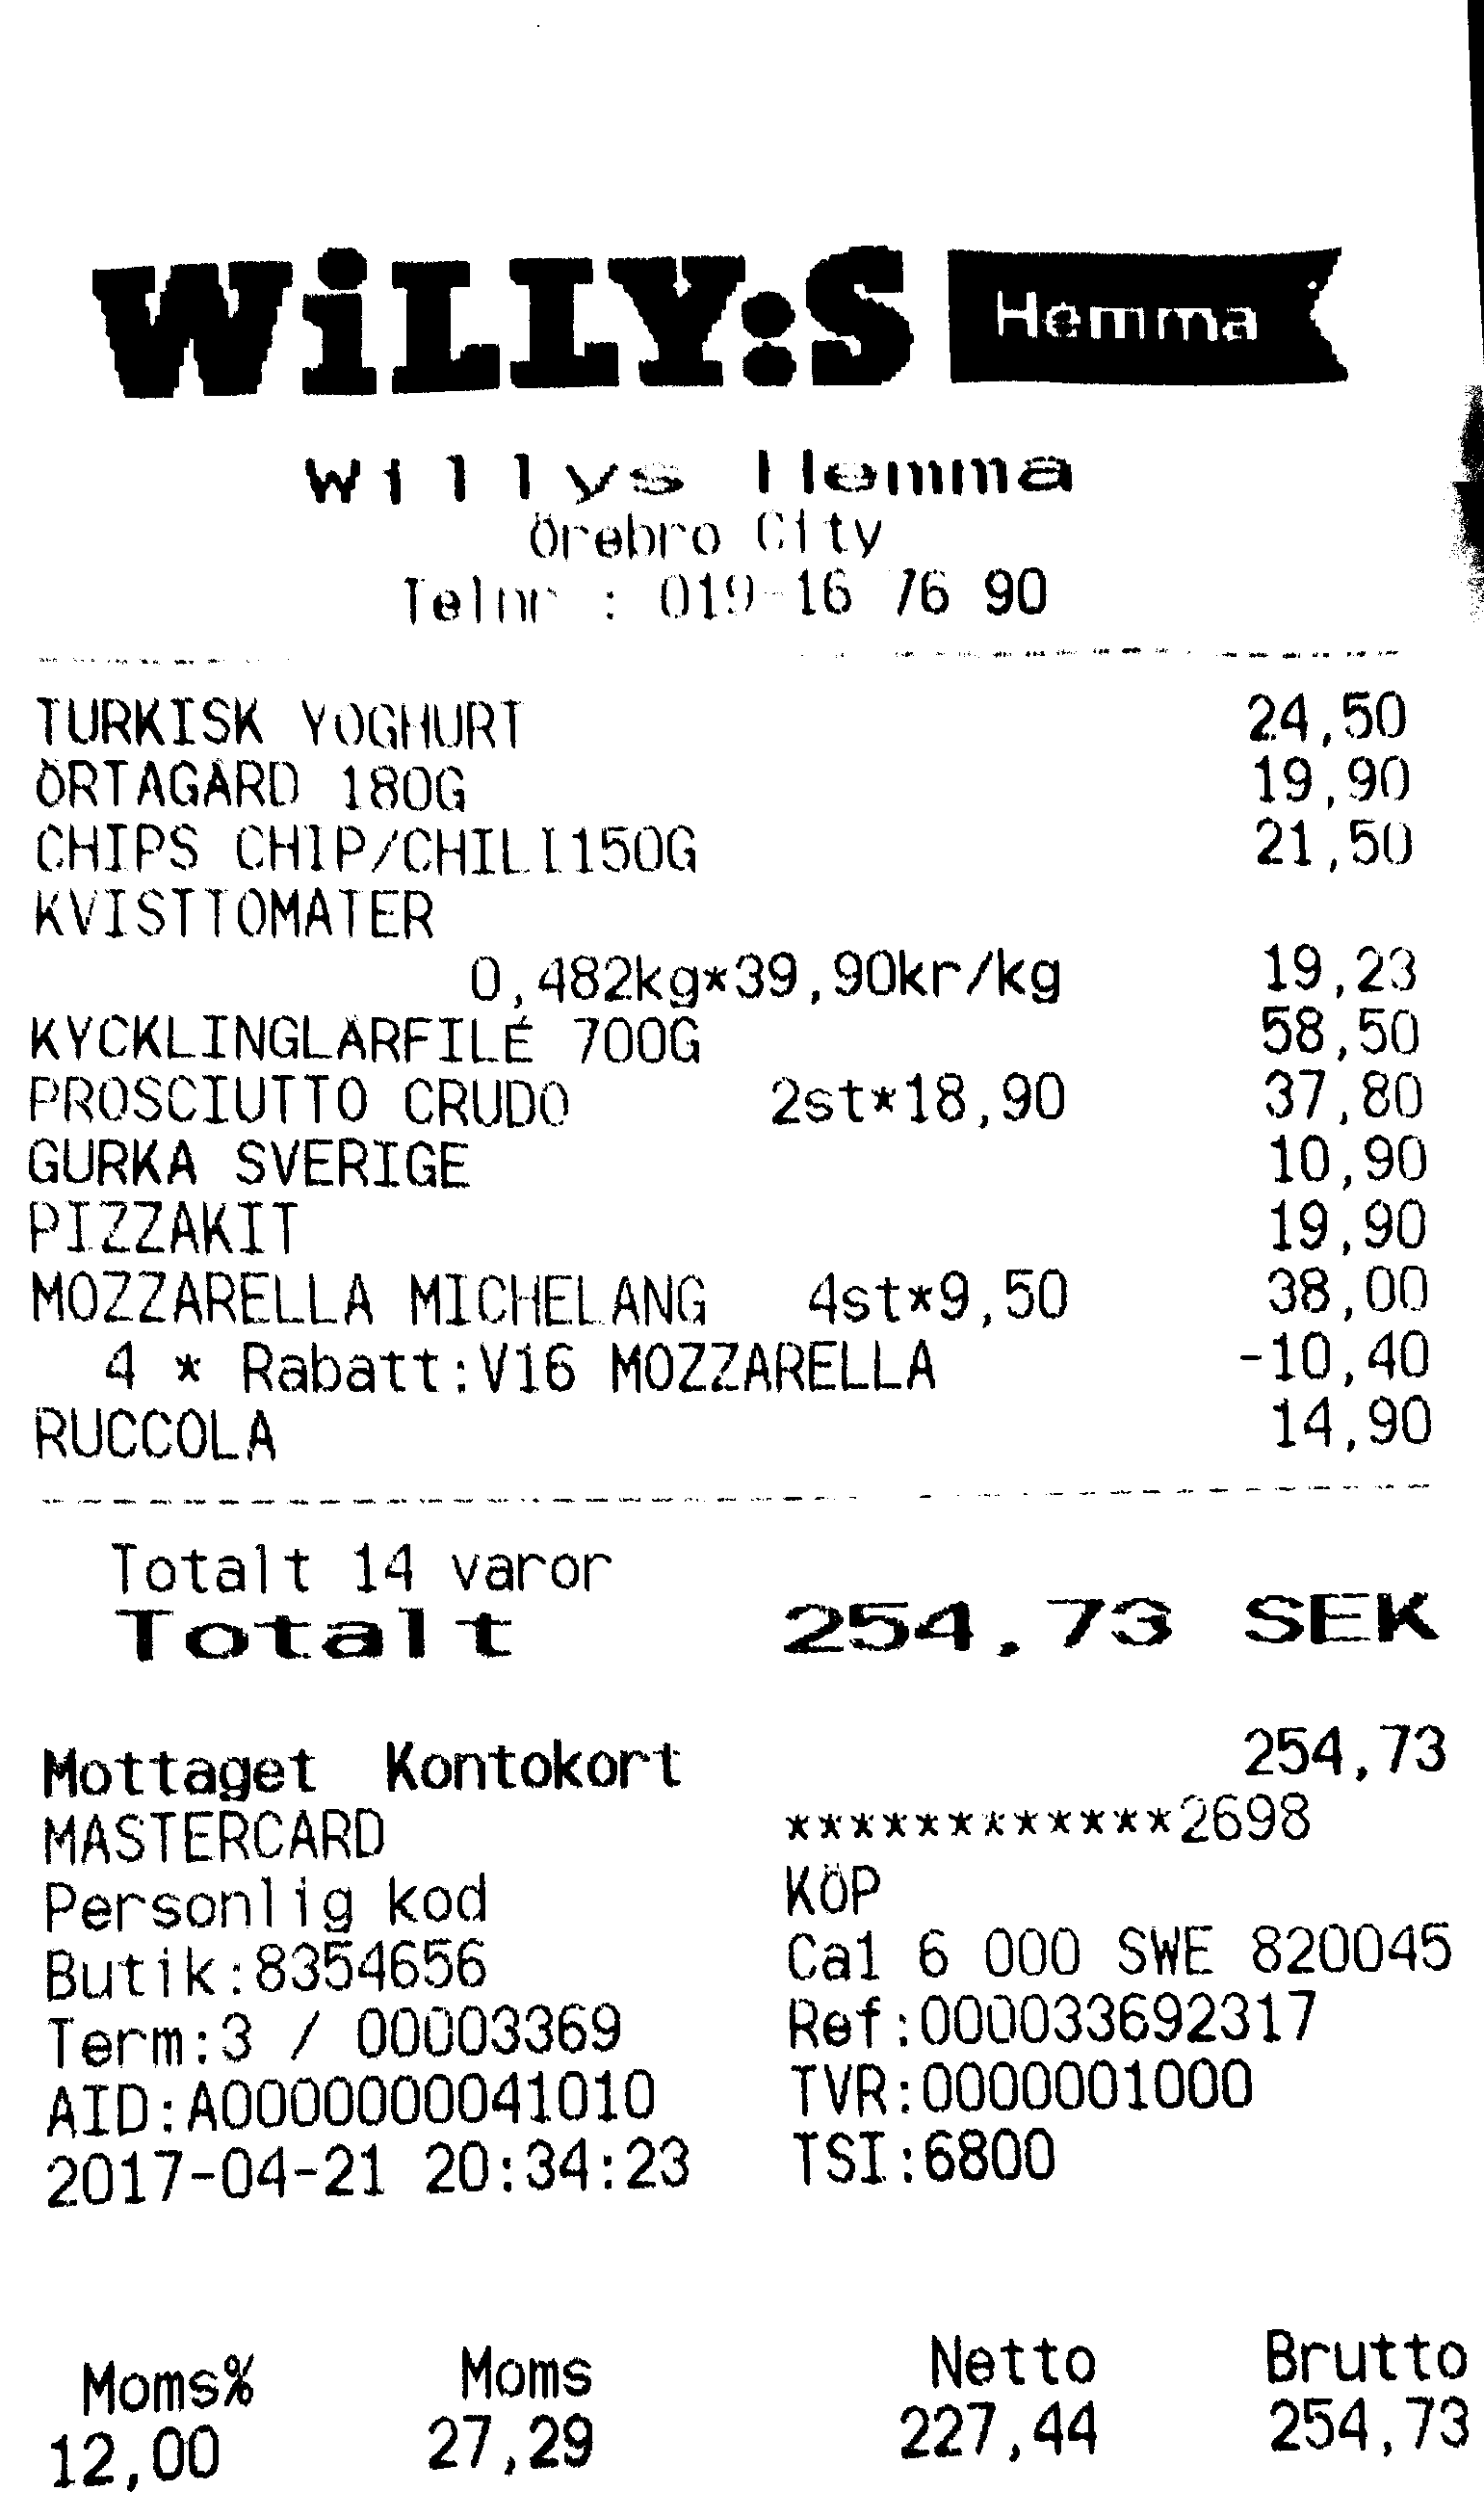 WiLLY:S Hemma
Willys Hemma
Örebro City
Telnr : 019-16 76 90
TURKISK YOGHURT 24,50
ÖRTAGÅRD 180G 19,90
CHIPS CHIP/CHILI150G 21,50
KVISTTOMATER
0,482kg*39,90kr/kg 19,23
KYCKLINGLÅRFILÉ 700G 58,50
PROSCIUTTO CRUDO 2st*18,90 37,80
GURKA SVERIGE 10,90
PIZZAKIT 19,90
MOZZARELLA MICHELANG 4st*9,50 38,00
4 * Rabatt:V16 MOZZARELLA -10,40
RUCCOLA 14,90
Totalt 14 varor
Totalt 254,73 SEK
Mottaget Kontokort 254,73
MASTERCARD ************2698
Personlig kod KÖP
Butik:8354656 Ca1 6 000 SWE 820045
Term:3 / 00003369 Ref:000033692317
AID:A0000000041010 TVR:0000001000
2017-04-21 20:34:23 TSI:6800
Moms% Moms Netto Brutto
12,00 27,29 227,44 254,73